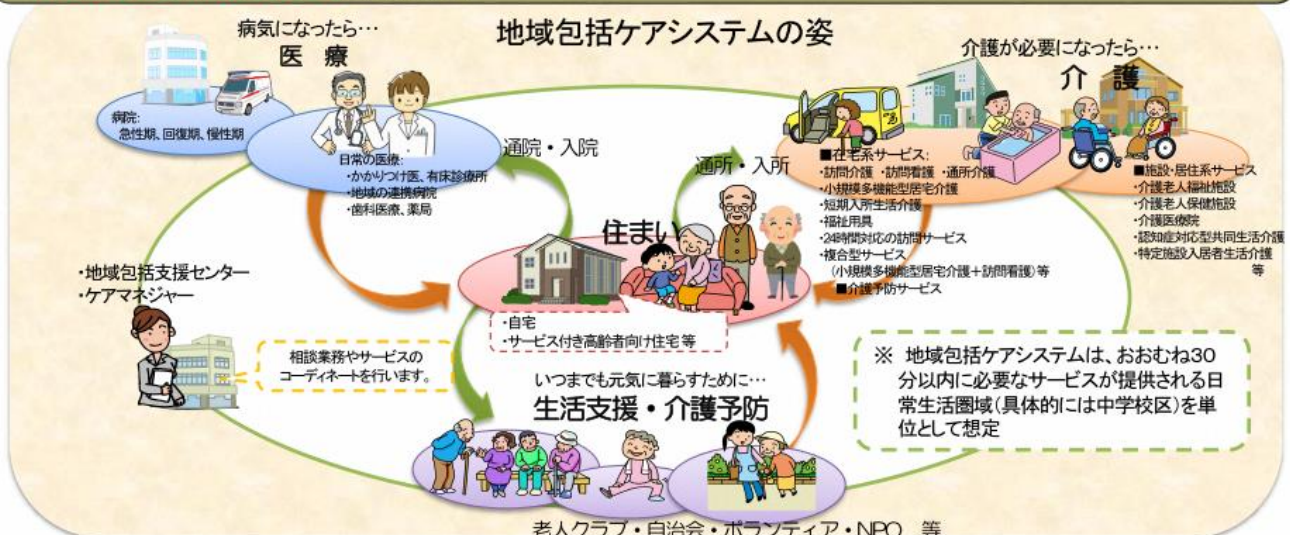 地域包括ケアシステムの姿
病気になったら…
医 療
病院:
急性期、回復期、慢性期
日常の医療:
・かかりつけ医、有床診療所
・地域の連携病院
・歯科医療、薬局
通院・入院
通所・入所
介護が必要になったら…
介 護
■在宅系サービス:
・訪問介護 ・訪問看護 ・通所介護
・小規模多機能型居宅介護
・短期入所生活介護
・福祉用具
・24時間対応の訪問サービス
・複合型サービス
(小規模多機能型居宅介護+訪問看護)等
■介護予防サービス
■施設・居住系サービス
・介護老人福祉施設
・介護老人保健施設
・介護医療院
・認知症対応型共同生活介護
・特定施設入居者生活介護
等
住まい
・自宅
・サービス付き高齢者向け住宅 等
・地域包括支援センター
・ケアマネジャー
相談業務やサービスの
コーディネートを行います。
いつまでも元気に暮らすために…
生活支援・介護予防
老人クラブ・自治会・ボランティア・NPO 等
※ 地域包括ケアシステムは、おおむね30
分以内に必要なサービスが提供される日
常生活圏域(具体的には中学校区)を単
位として想定